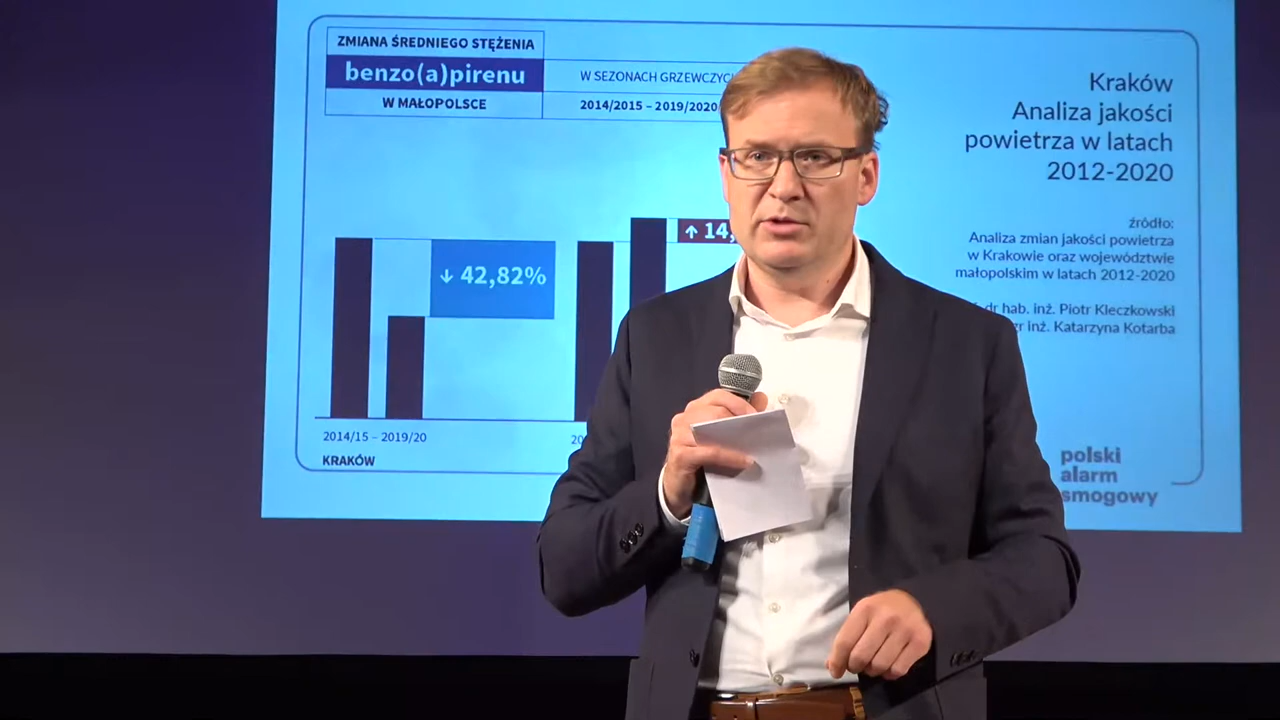 ZMIANA ŚREDNIEGO STĘŻENIA
benzo(a)pirenu
W MAŁOPOLSCE
W SEZONACH GRZEWCZYC
2014/2015 – 2019/2020
Kraków
Analiza jakości
powietrza w latach
2012-2020
źródło:
Analiza zmian jakości powietrza
w Krakowie oraz województwie
małopolskim w latach 2012-2020
dr hab. inż. Piotr Kleczkowski
gr inż. Katarzyna Kotarba
↓ 42,82%
↑ 14,
2014/15 – 2019/20
20
KRAKÓW
polski
alarm
smogowy